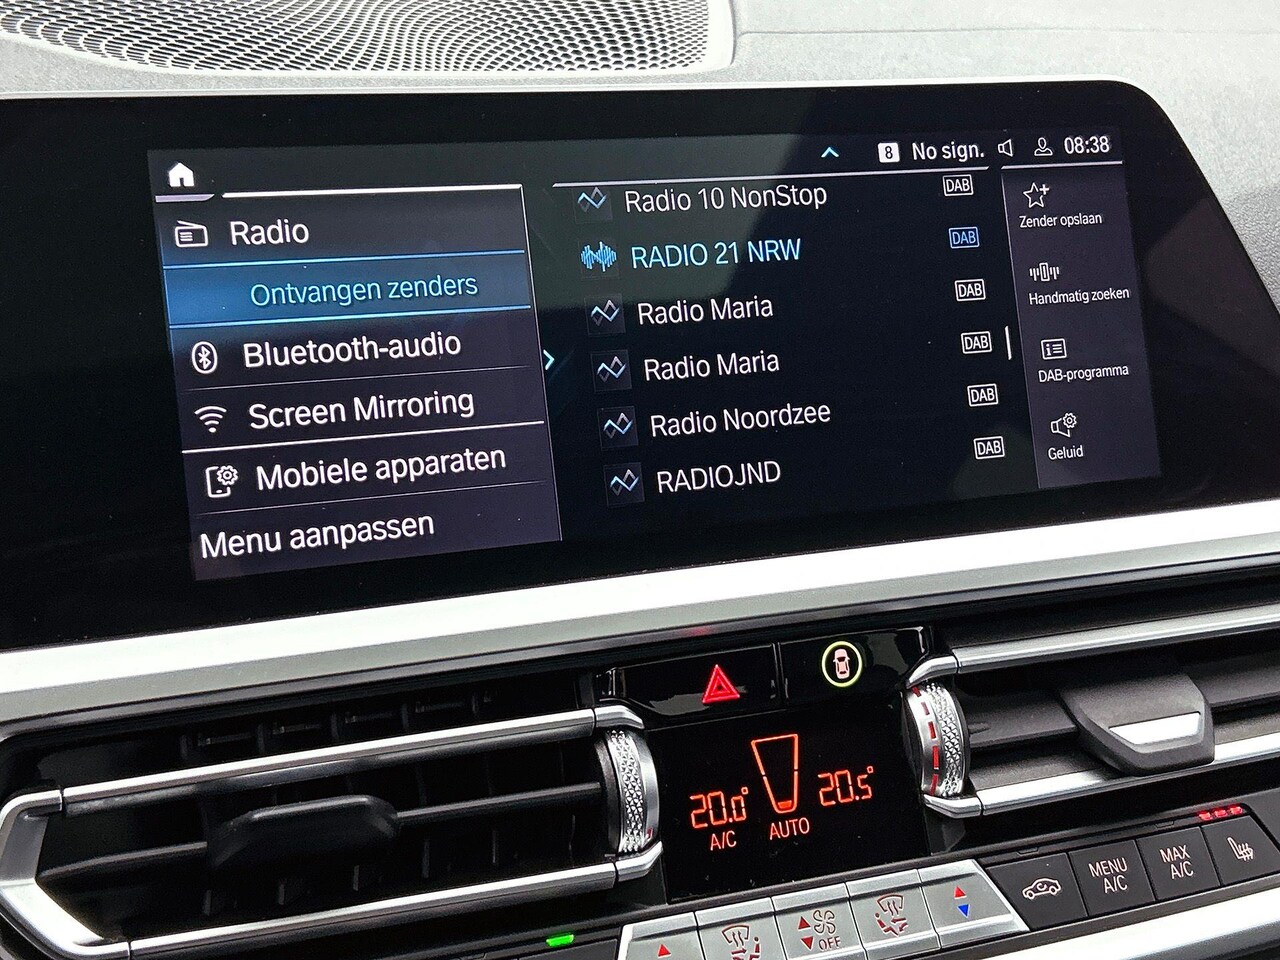 8 No sign. 08:38
Radio
Ontvangen zenders
Bluetooth-audio
Screen Mirroring
Mobiele apparaten
Menu aanpassen
Radio 10 NonStop DAB
RADIO 21 NRW DAB
Radio Maria DAB
Radio Maria DAB
Radio Noordzee DAB
RADIOJND DAB
Zender opslaan
Handmatig zoeken
DAB-programma
Geluid
20.0° 20.5°
A/C AUTO
MENU
A/C
MAX
A/C
OFF